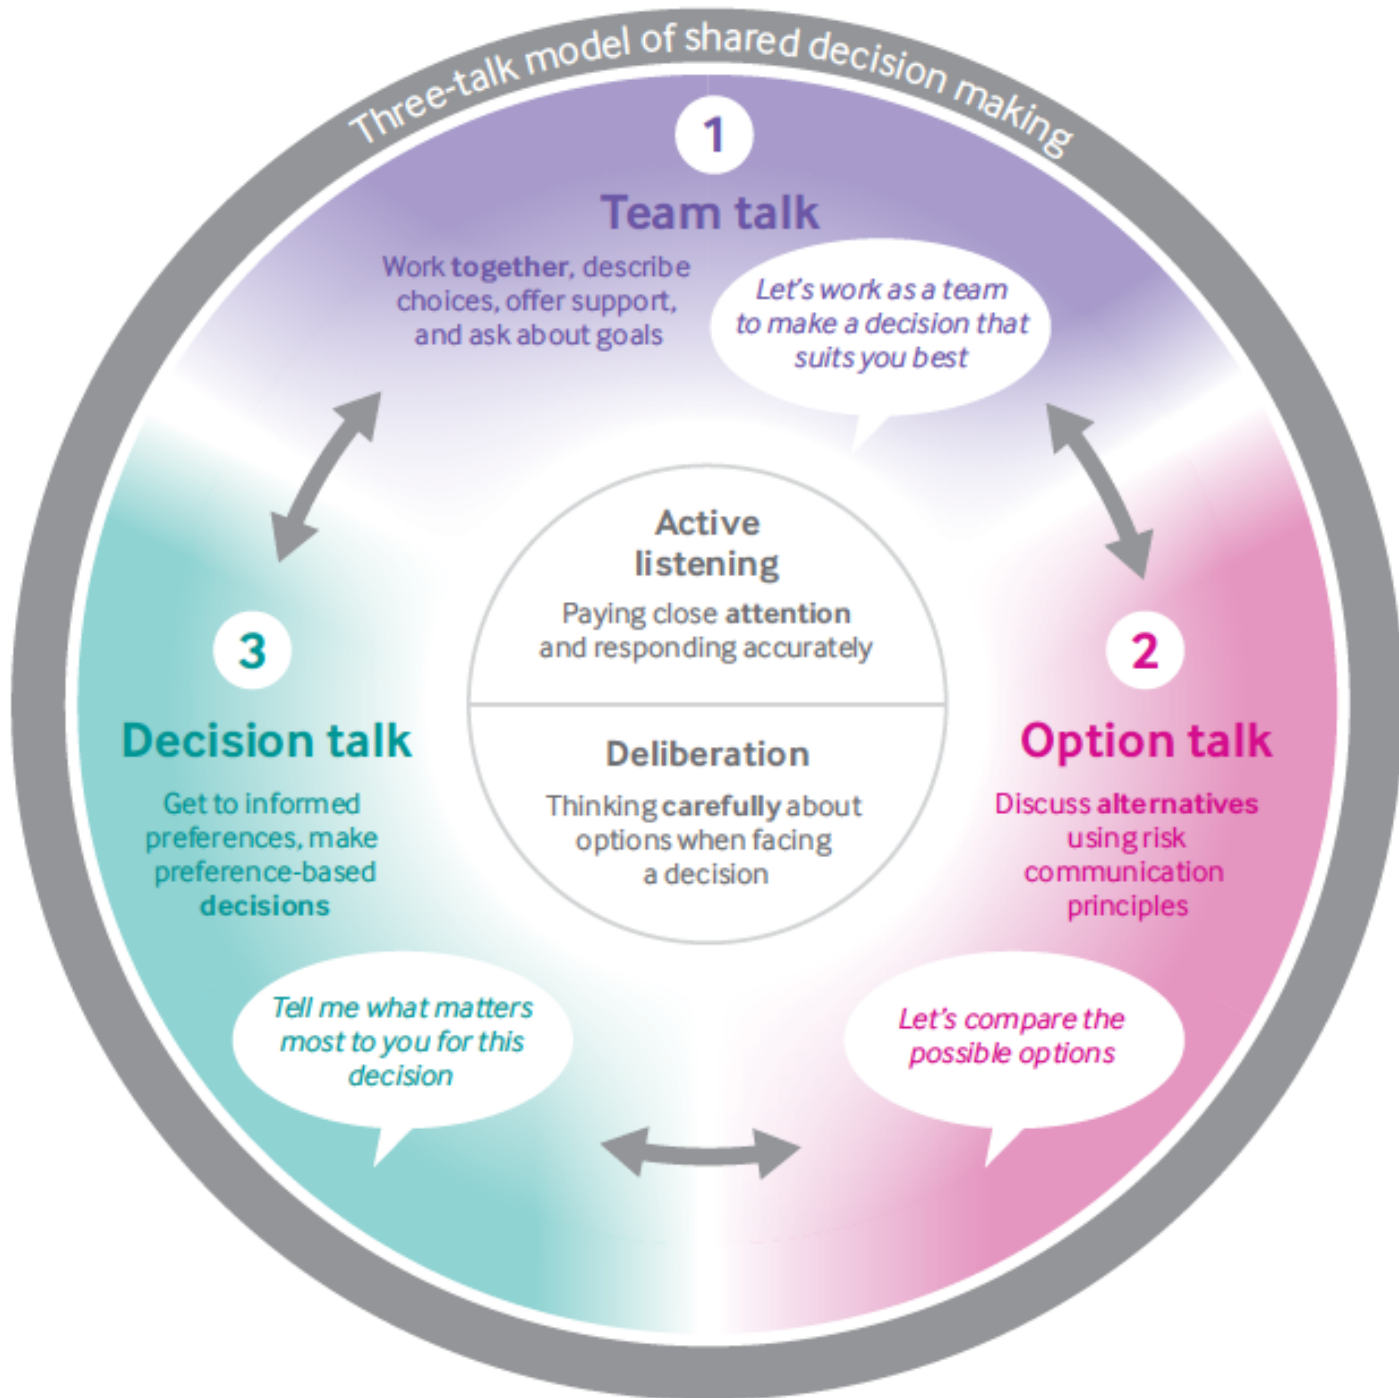 Three-talk model of shared decision making
1
Team talk
Work together, describe
choices, offer support,
and ask about goals
Let's work as a team
to make a decision that
suits you best
Active
listening
Paying close attention
and responding accurately
Deliberation
Thinking carefully about
options when facing
a decision
2
Option talk
Discuss alternatives
using risk
communication
principles
Let's compare the
possible options
3
Decision talk
Get to informed
preferences, make
preference-based
decisions
Tell me what matters
most to you for this
decision